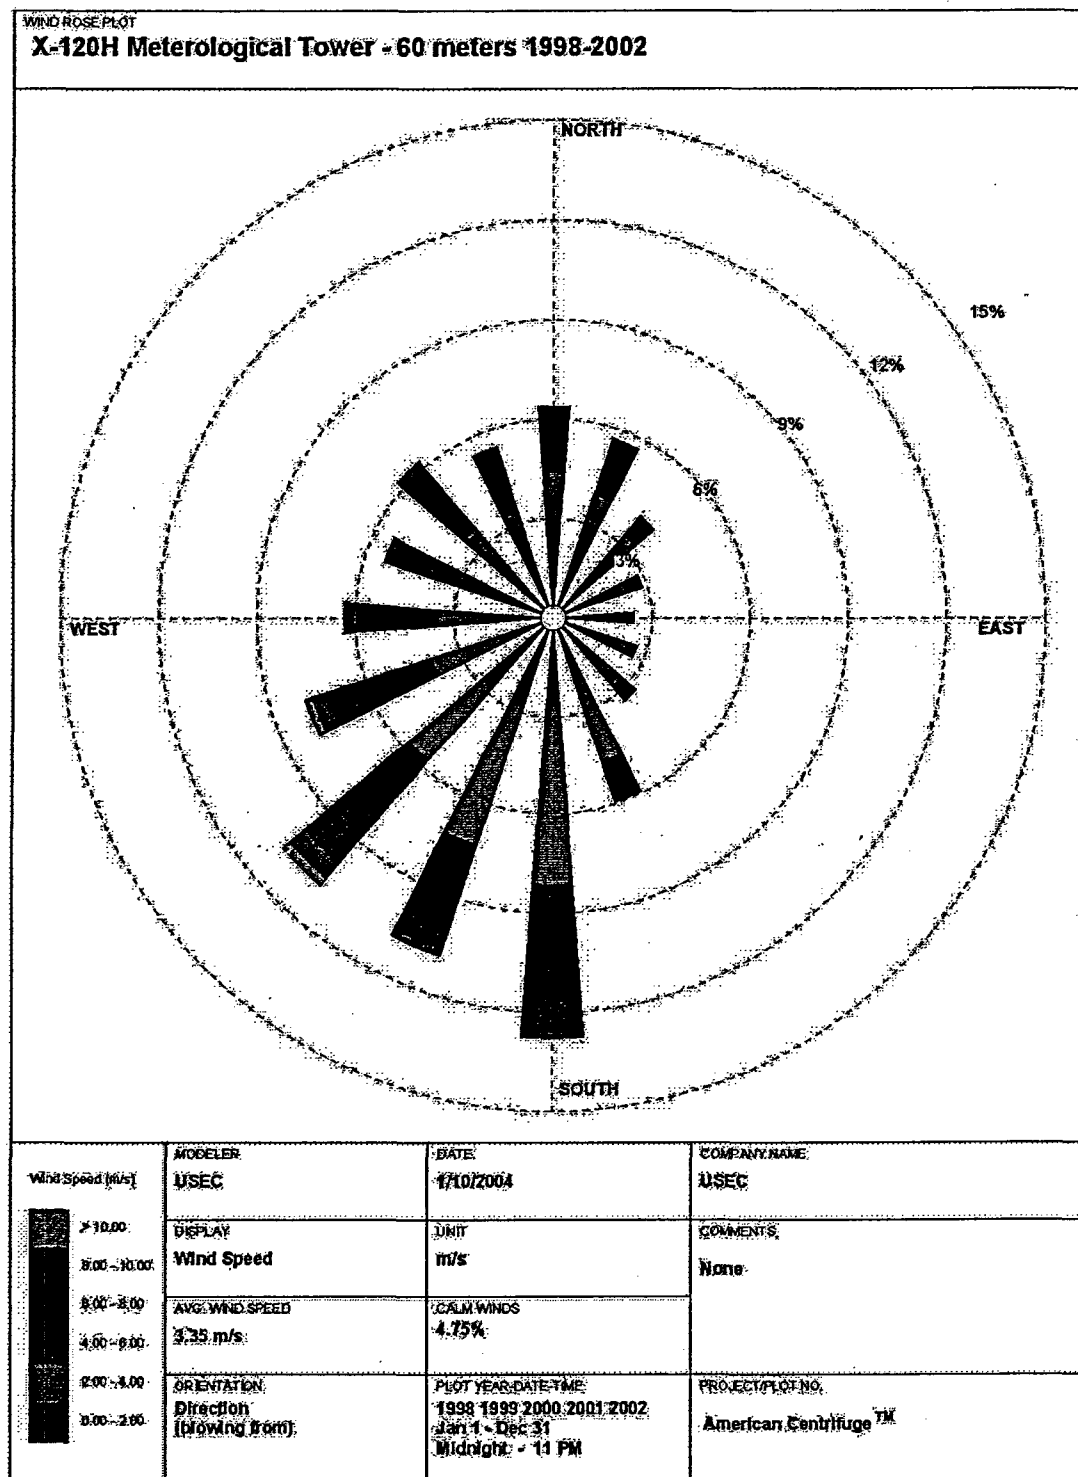 WIND ROSE PLOT
X-120H Meterological Tower - 60 meters 1998-2002
NORTH
15%
12%
9%
6%
3%
WEST
EAST
SOUTH
Wind Speed (m/s)
> 10.00
8.00 - 10.00
6.00 - 8.00
4.00 - 6.00
2.00 - 4.00
0.00 - 2.00
MODELER
USEC
DATE
1/10/2004
COMPANY NAME
USEC
DISPLAY
Wind Speed
UNIT
m/s
COMMENTS
None
AVG. WIND SPEED
3.35 m/s
CALM WINDS
4.75%
ORIENTATION
Direction
(blowing from)
PLOT YEAR-DATE-TIME
1998 1999 2000 2001 2002
Jan 1 - Dec 31
Midnight - 11 PM
PROJECT/PLOT NO.
American Centrifuge TM